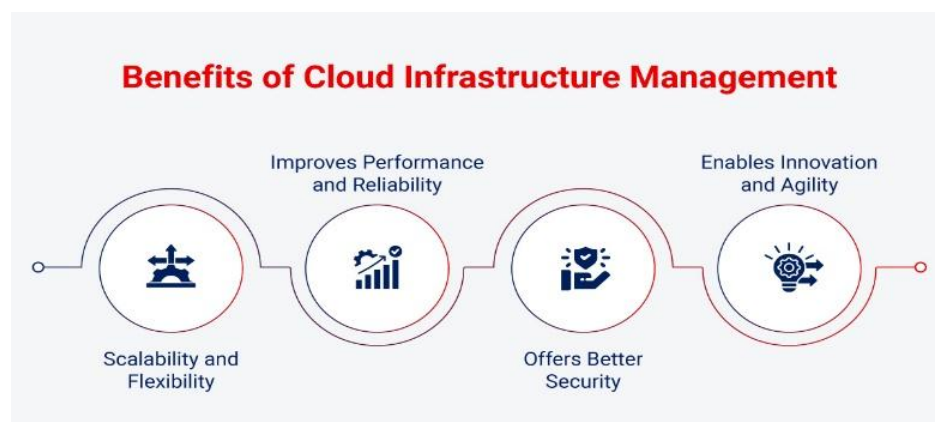 Benefits of Cloud Infrastructure Management
Scalability and
Flexibility
Improves Performance
and Reliability
Offers Better
Security
Enables Innovation
and Agility